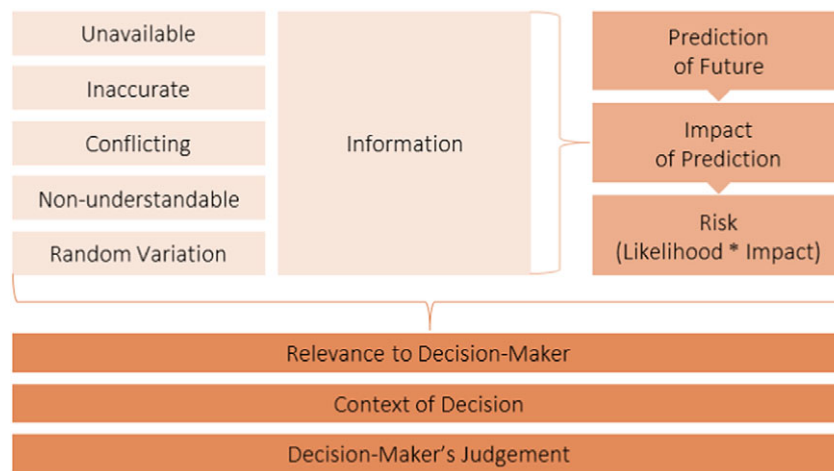 Unavailable
Inaccurate
Conflicting
Non-understandable
Random Variation
Information
Prediction
of Future
Impact
of Prediction
Risk
(Likelihood * Impact)
Relevance to Decision-Maker
Context of Decision
Decision-Maker's Judgement